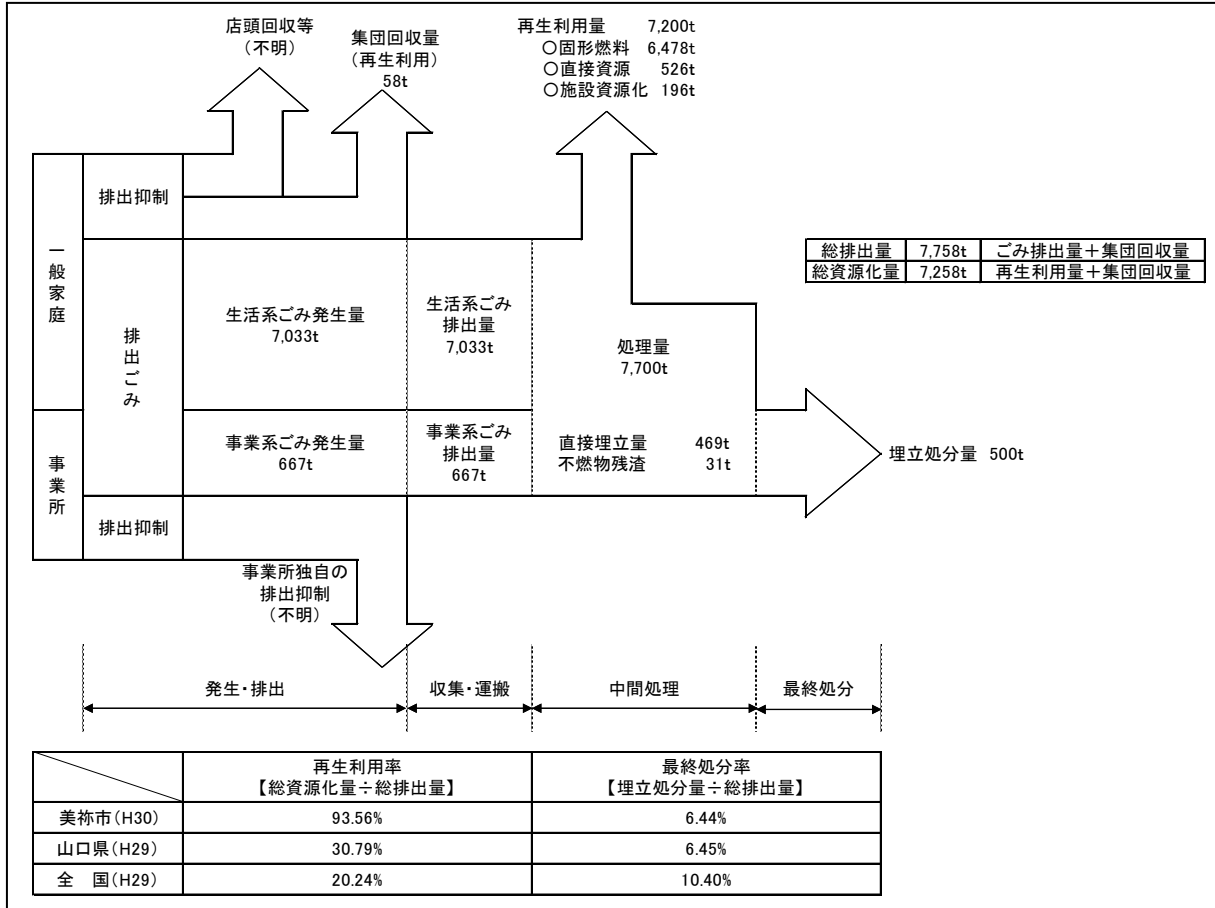 店頭回収等
（不明）
集団回収量
（再生利用）
58t
再生利用量 7,200t
○固形燃料 6,478t
○直接資源 526t
○施設資源化 196t
一般家庭
排出抑制
排出ごみ
生活系ごみ発生量
7,033t
生活系ごみ
排出量
7,033t
処理量
7,700t
総排出量 7,758t ごみ排出量＋集団回収量
総資源化量 7,258t 再生利用量＋集団回収量
事業所
事業系ごみ発生量
667t
事業系ごみ
排出量
667t
直接埋立量 469t
不燃物残渣 31t
埋立処分量 500t
排出抑制
事業所独自の
排出抑制
（不明）
発生・排出 収集・運搬 中間処理 最終処分
再生利用率 最終処分率
【総資源化量÷総排出量】 【埋立処分量÷総排出量】
美祢市（H30） 93.56% 6.44%
山口県（H29） 30.79% 6.45%
全 国（H29） 20.24% 10.40%